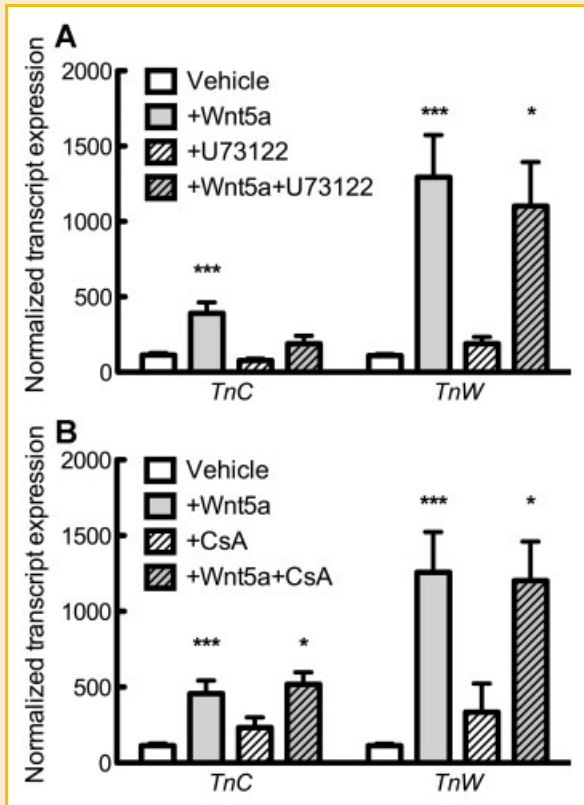 A
Normalized transcript expression
2000
1500
1000
500
0
Vehicle
+Wnt5a
+U73122
+Wnt5a+U73122
***
***
*
TnC
TnW
B
Normalized transcript expression
2000
1500
1000
500
0
Vehicle
+Wnt5a
+CsA
+Wnt5a+CsA
***
*
***
*
TnC
TnW